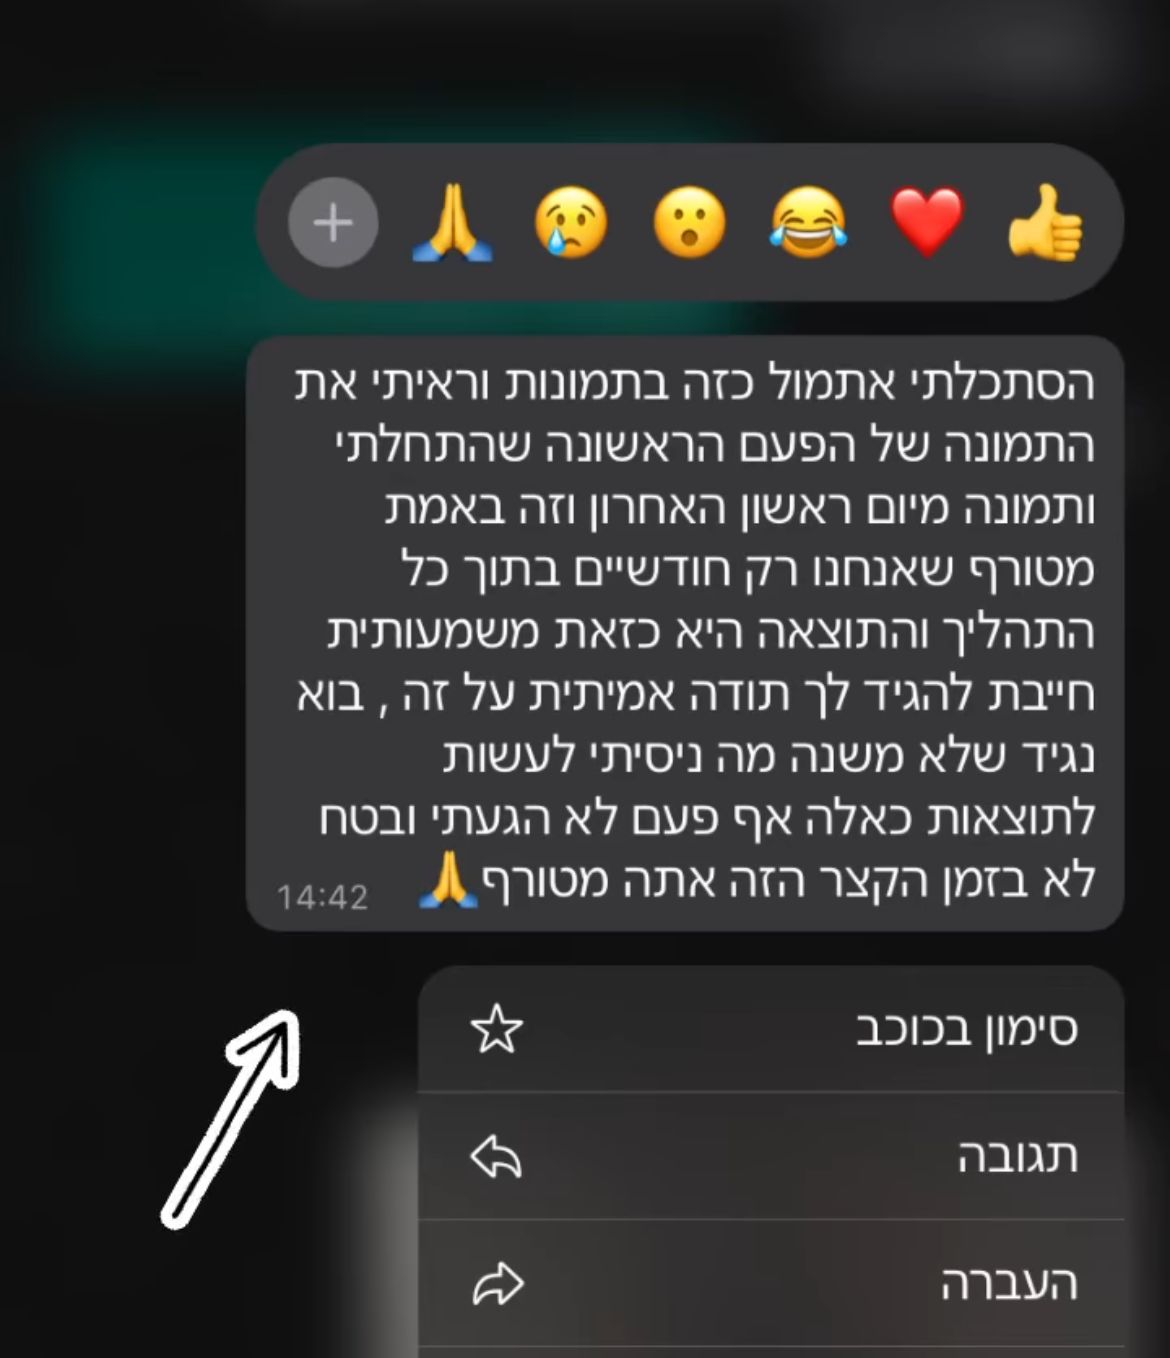 הסתכלתי אתמול כזה בתמונות וראיתי את
התמונה של הפעם הראשונה שהתחלתי
ותמונה מיום ראשון האחרון וזה באמת
מטורף שאנחנו רק חודשיים בתוך כל
התהליך והתוצאה היא כזאת משמעותית
חייבת להגיד לך תודה אמיתית על זה , בוא
נגיד שלא משנה מה ניסיתי לעשות
לתוצאות כאלה אף פעם לא הגעתי ובטח
לא בזמן הקצר הזה אתה מטורף🙏
14:42
סימון בכוכב
תגובה
העברה